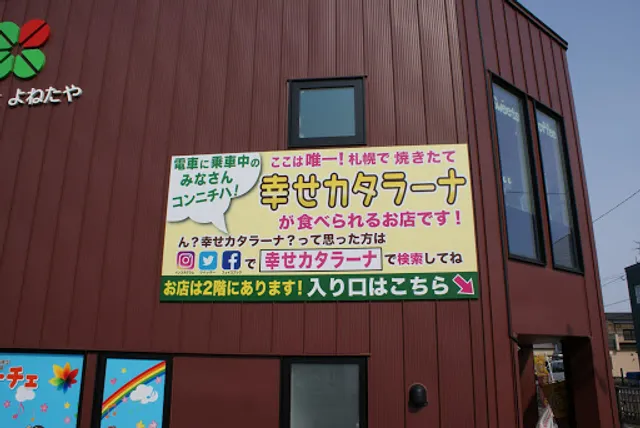 よねたや
電車に乗車中の
みなさん
コンニチハ!
ここは唯一!札幌で焼きたて
幸せカタラーナ
が食べられるお店です!
ん?幸せカタラーナ?って思った方は
で 幸せカタラーナ で検索してね
お店は2階にあります! 入り口はこちら
ーチェ
Sweets